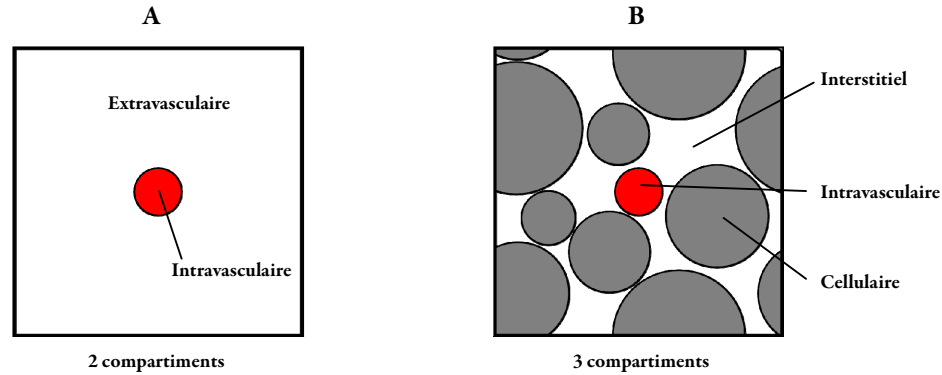 A
B
Extravasculaire
Intravasculaire
2 compartiments
Interstitiel
Intravasculaire
Cellulaire
3 compartiments